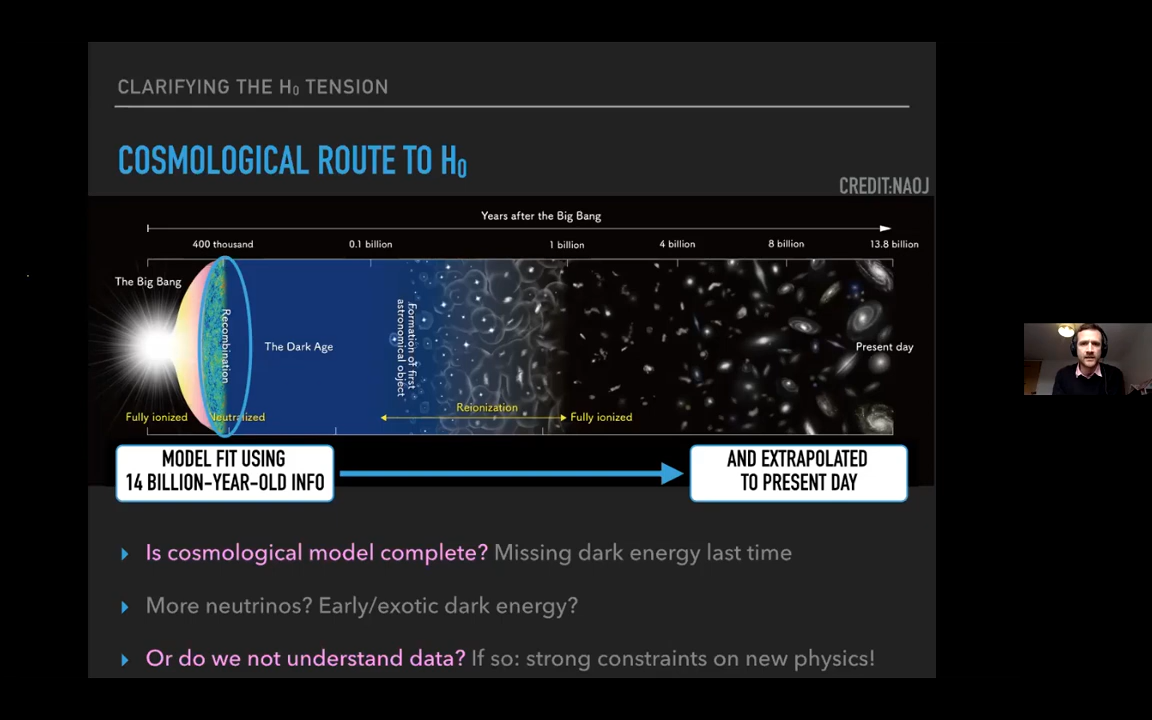 CLARIFYING THE H₀ TENSION
COSMOLOGICAL ROUTE TO H₀
CREDIT:NAOJ
Years after the Big Bang
400 thousand 0.1 billion 1 billion 4 billion 8 billion 13.8 billion
The Big Bang
Recombination
The Dark Age
Formation of first
astronomical object
Present day
Fully ionized Neutralized Reionization Fully ionized
MODEL FIT USING
14 BILLION-YEAR-OLD INFO
AND EXTRAPOLATED
TO PRESENT DAY
Is cosmological model complete? Missing dark energy last time
More neutrinos? Early/exotic dark energy?
Or do we not understand data? If so: strong constraints on new physics!